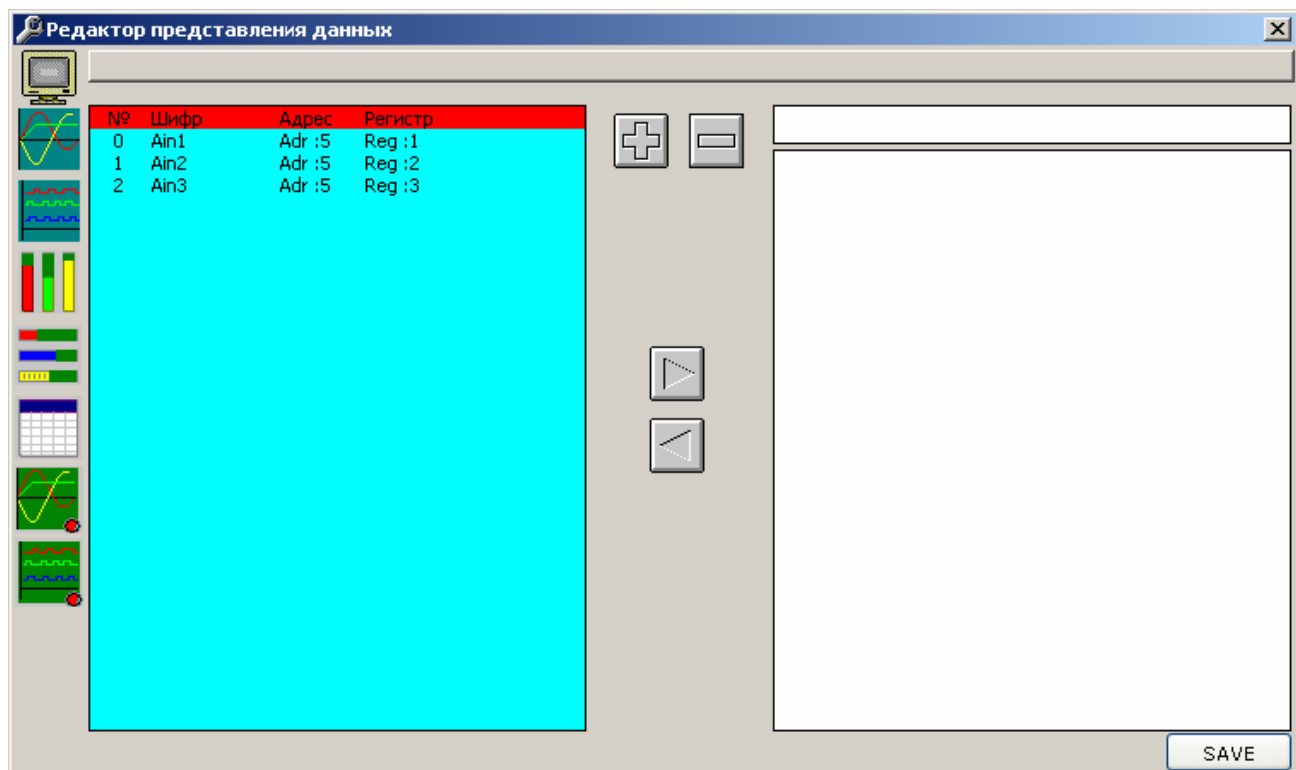 Редактор представления данных
№ Шифр Адрес Регистр
0 Ain1 Adr :5 Reg :1
1 Ain2 Adr :5 Reg :2
2 Ain3 Adr :5 Reg :3
SAVE